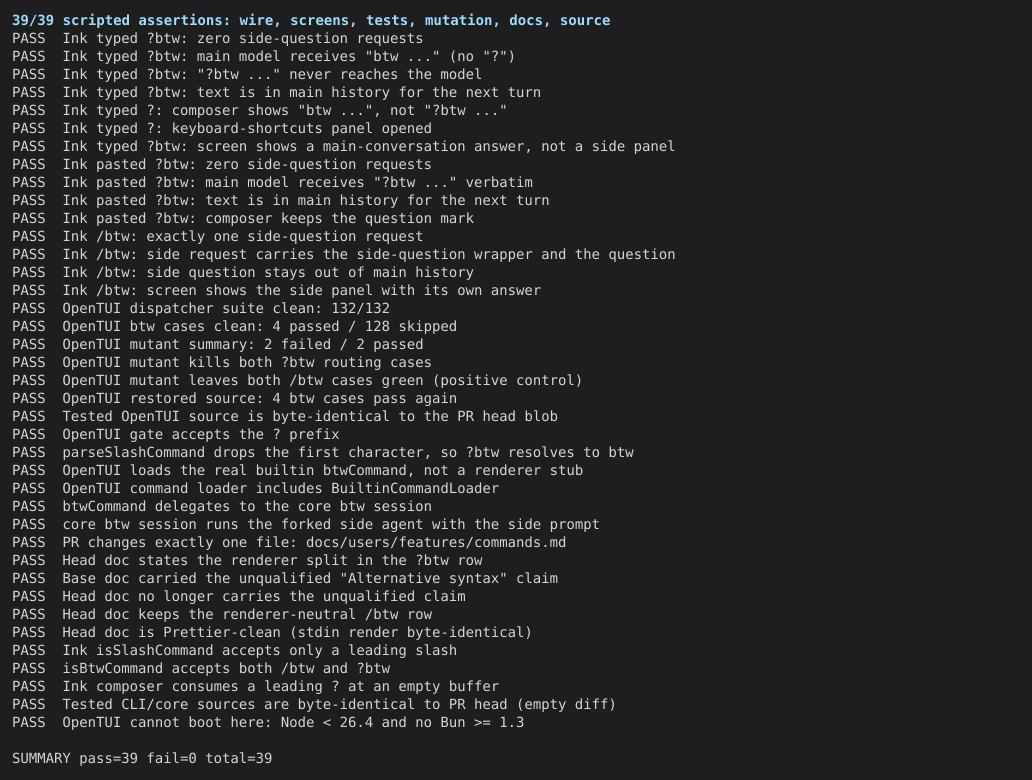 39/39 scripted assertions: wire, screens, tests, mutation, docs, source
PASS  Ink typed ?btw: zero side-question requests
PASS  Ink typed ?btw: main model receives "btw ..." (no "?")
PASS  Ink typed ?btw: "?btw ..." never reaches the model
PASS  Ink typed ?btw: text is in main history for the next turn
PASS  Ink typed ?: composer shows "btw ...", not "?btw ..."
PASS  Ink typed ?: keyboard-shortcuts panel opened
PASS  Ink typed ?btw: screen shows a main-conversation answer, not a side panel
PASS  Ink pasted ?btw: zero side-question requests
PASS  Ink pasted ?btw: main model receives "?btw ..." verbatim
PASS  Ink pasted ?btw: text is in main history for the next turn
PASS  Ink pasted ?btw: composer keeps the question mark
PASS  Ink /btw: exactly one side-question request
PASS  Ink /btw: side request carries the side-question wrapper and the question
PASS  Ink /btw: side question stays out of main history
PASS  Ink /btw: screen shows the side panel with its own answer
PASS  OpenTUI dispatcher suite clean: 132/132
PASS  OpenTUI btw cases clean: 4 passed / 128 skipped
PASS  OpenTUI mutant summary: 2 failed / 2 passed
PASS  OpenTUI mutant kills both ?btw routing cases
PASS  OpenTUI mutant leaves both /btw cases green (positive control)
PASS  OpenTUI restored source: 4 btw cases pass again
PASS  Tested OpenTUI source is byte-identical to the PR head blob
PASS  OpenTUI gate accepts the ? prefix
PASS  parseSlashCommand drops the first character, so ?btw resolves to btw
PASS  OpenTUI loads the real builtin btwCommand, not a renderer stub
PASS  OpenTUI command loader includes BuiltinCommandLoader
PASS  btwCommand delegates to the core btw session
PASS  core btw session runs the forked side agent with the side prompt
PASS  PR changes exactly one file: docs/users/features/commands.md
PASS  Head doc states the renderer split in the ?btw row
PASS  Base doc carried the unqualified "Alternative syntax" claim
PASS  Head doc no longer carries the unqualified claim
PASS  Head doc keeps the renderer-neutral /btw row
PASS  Head doc is Prettier-clean (stdin render byte-identical)
PASS  Ink isSlashCommand accepts only a leading slash
PASS  isBtwCommand accepts both /btw and ?btw
PASS  Ink composer consumes a leading ? at an empty buffer
PASS  Tested CLI/core sources are byte-identical to PR head (empty diff)
PASS  OpenTUI cannot boot here: Node < 26.4 and no Bun >= 1.3
SUMMARY pass=39 fail=0 total=39